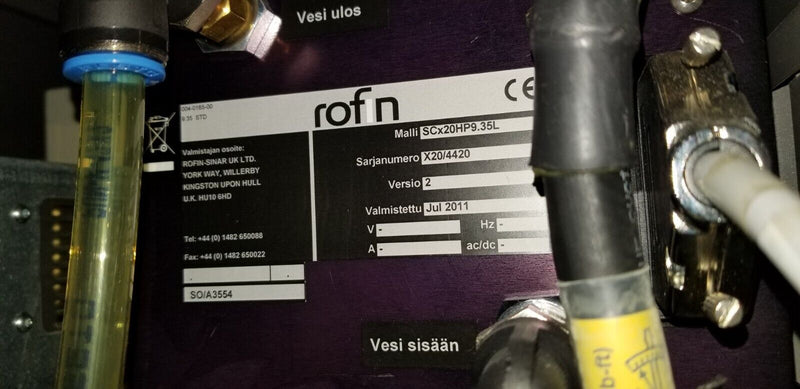 Vesi ulos
004-0165-00
9.35 STD
rofin
CE
Malli SCx20HP9.35L
Sarjanumero X20/4420
Versio 2
Valmistettu Jul 2011
V - Hz -
A - ac/dc -
Valmistajan osoite:
ROFIN-SINAR UK LTD.
YORK WAY, WILLERBY
KINGSTON UPON HULL
U.K. HU10 6HD
Tel: +44 (0) 1482 650088
Fax: +44 (0) 1482 650022
SO/A3554
Vesi sisään
b-ft)